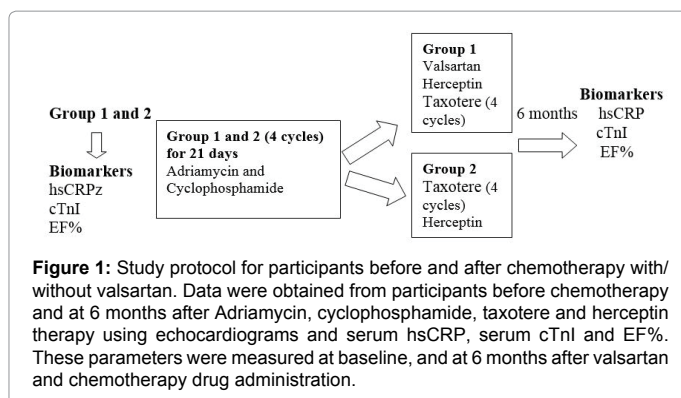 Group 1 and 2
Biomarkers
hsCRPz
cTnI
EF%
Group 1 and 2 (4 cycles)
for 21 days
Adriamycin and
Cyclophosphamide
Group 1
Valsartan
Herceptin
Taxotere (4
cycles)
Group 2
Taxotere (4
cycles)
Herceptin
6 months
Biomarkers
hsCRP
cTnI
EF%
Figure 1: Study protocol for participants before and after chemotherapy with/
without valsartan. Data were obtained from participants before chemotherapy
and at 6 months after Adriamycin, cyclophosphamide, taxotere and herceptin
therapy using echocardiograms and serum hsCRP, serum cTnI and EF%.
These parameters were measured at baseline, and at 6 months after valsartan
and chemotherapy drug administration.